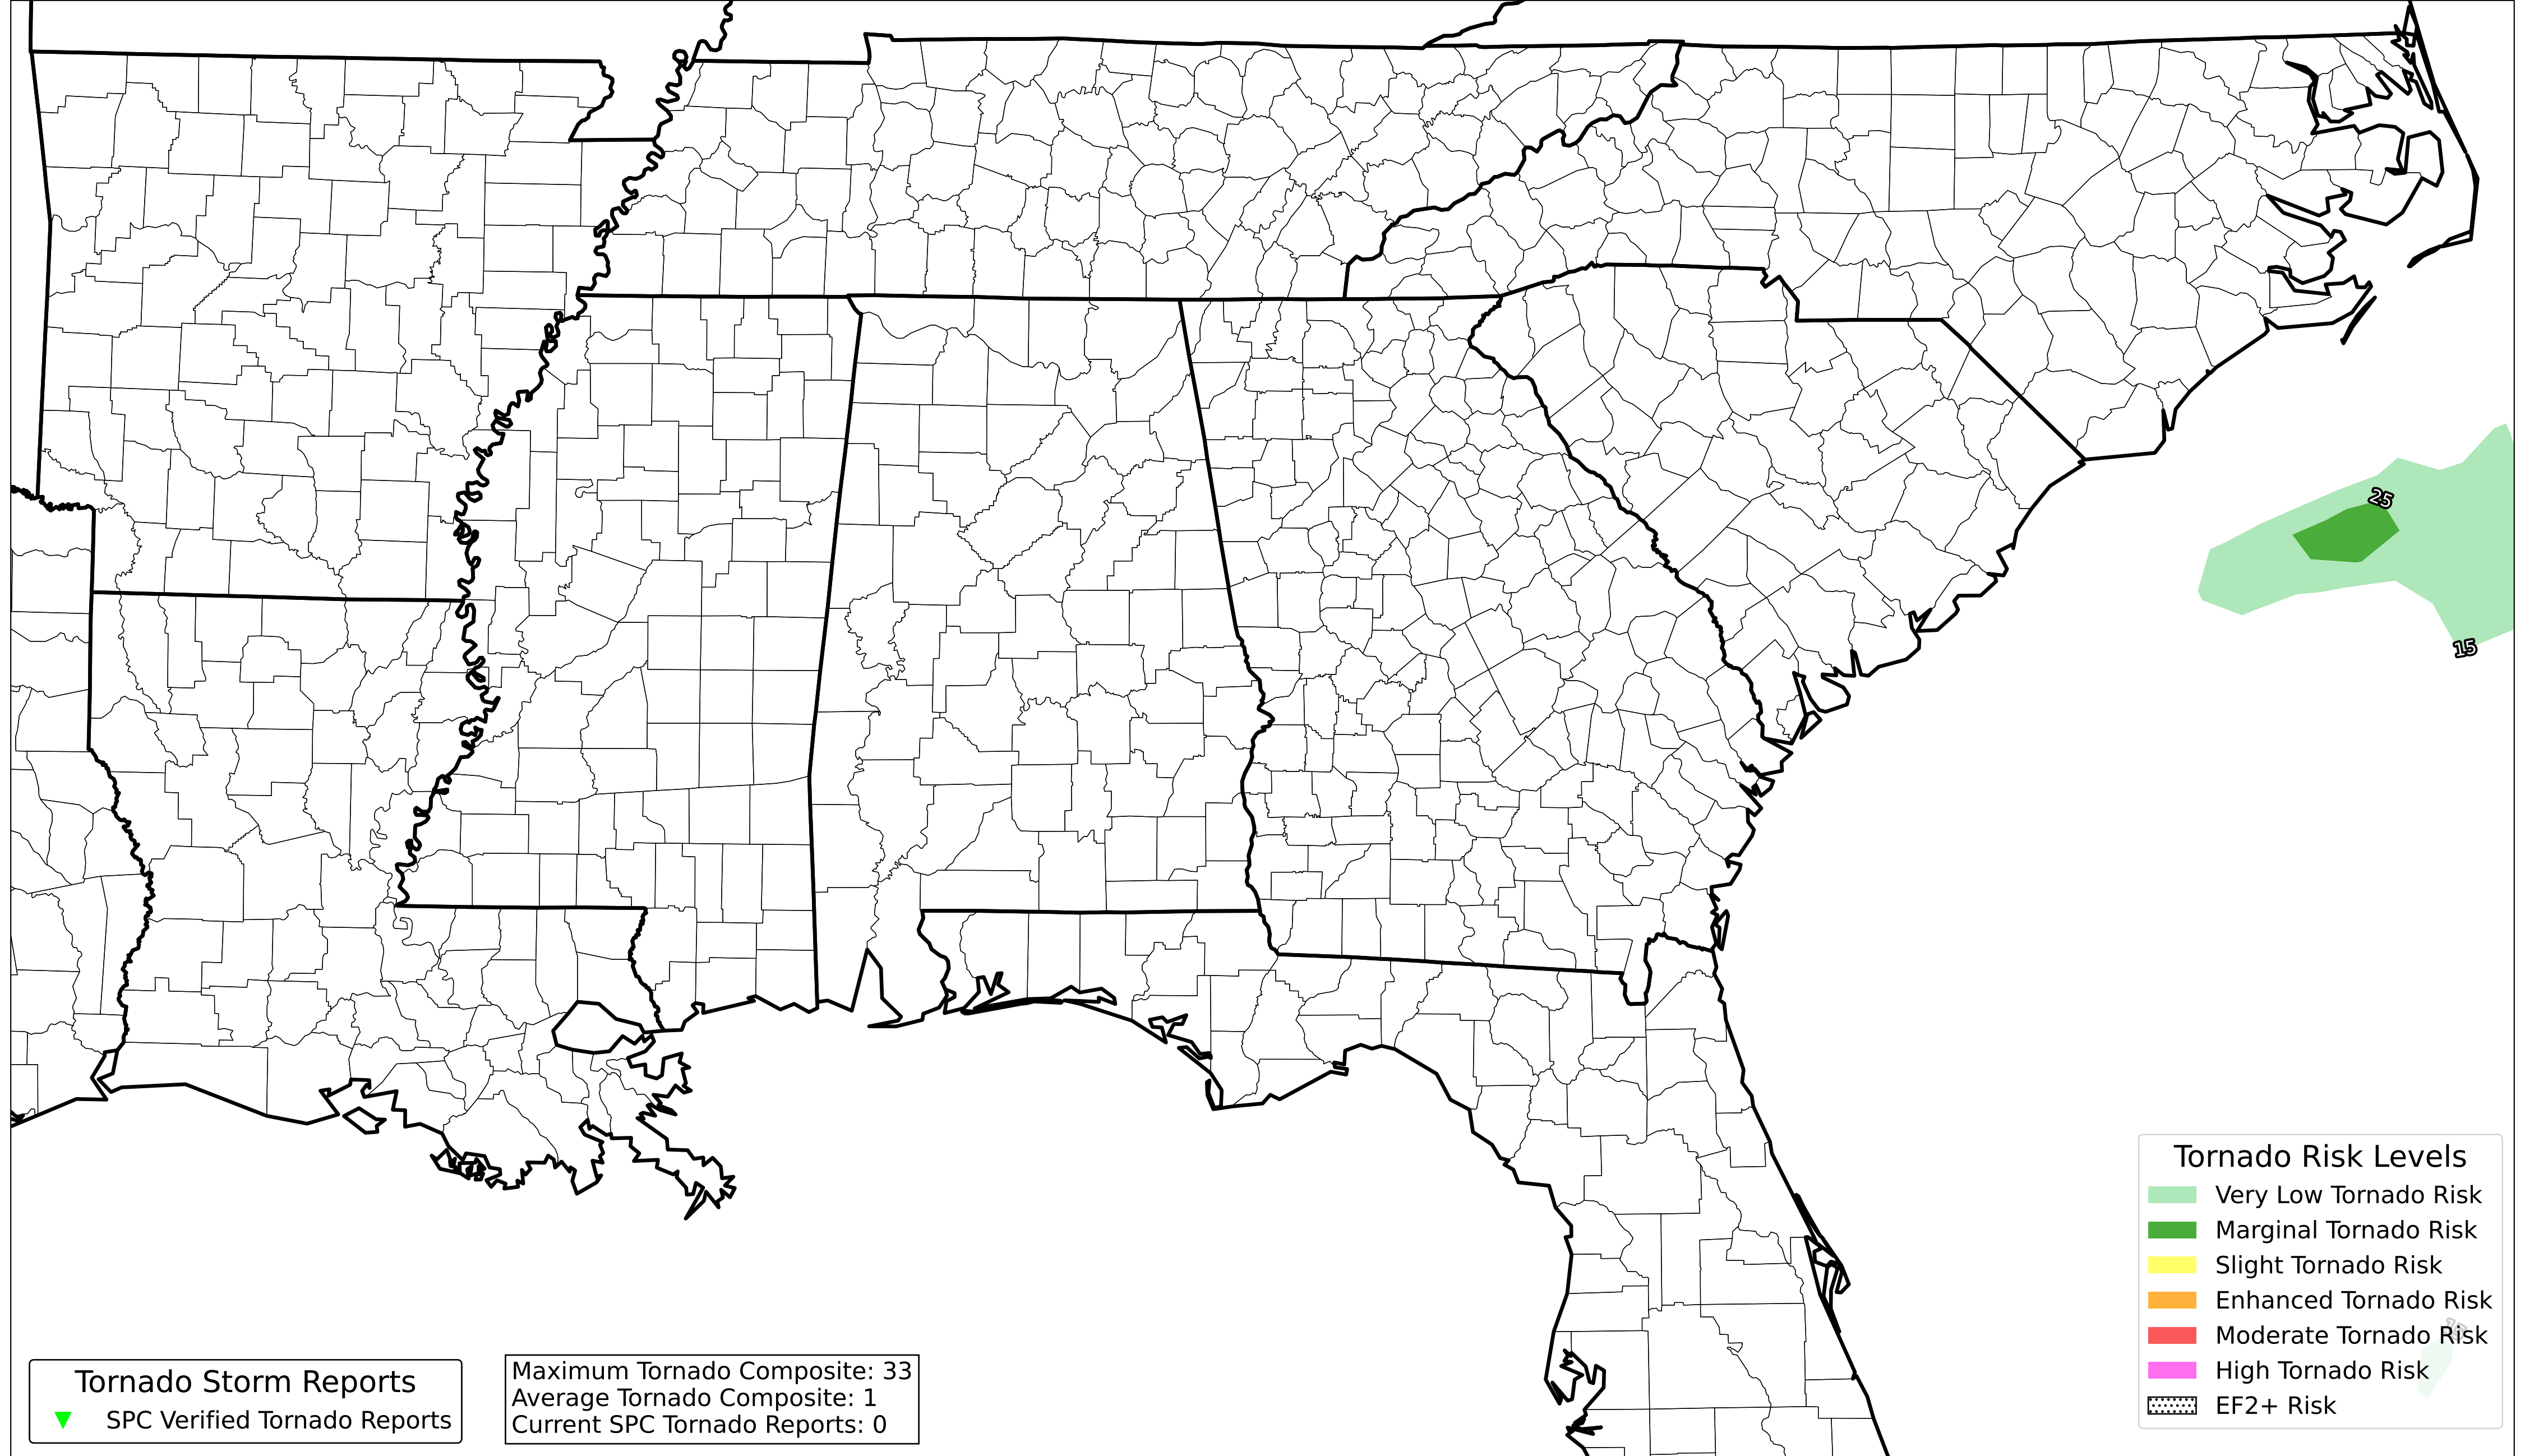 25
15
Tornado Risk Levels
Very Low Tornado Risk
Marginal Tornado Risk
Slight Tornado Risk
Enhanced Tornado Risk
Moderate Tornado Risk
High Tornado Risk
EF2+ Risk
Tornado Storm Reports
SPC Verified Tornado Reports
Maximum Tornado Composite: 33
Average Tornado Composite: 1
Current SPC Tornado Reports: 0